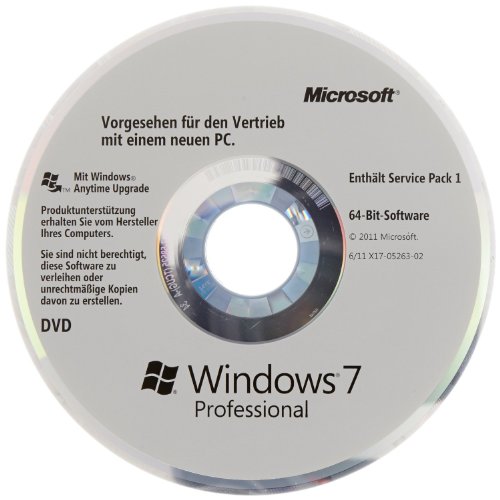 Microsoft®
Vorgesehen für den Vertrieb
mit einem neuen PC.
Mit Windows®
Anytime Upgrade
Produktunterstützung
erhalten Sie vom Hersteller
Ihres Computers.
Sie sind nicht berechtigt,
diese Software zu
verleihen oder
unrechtmäßige Kopien
davon zu erstellen.
DVD
Enthält Service Pack 1
64-Bit-Software
© 2011 Microsoft.
6/11 X17-05263-02
Windows 7
Professional